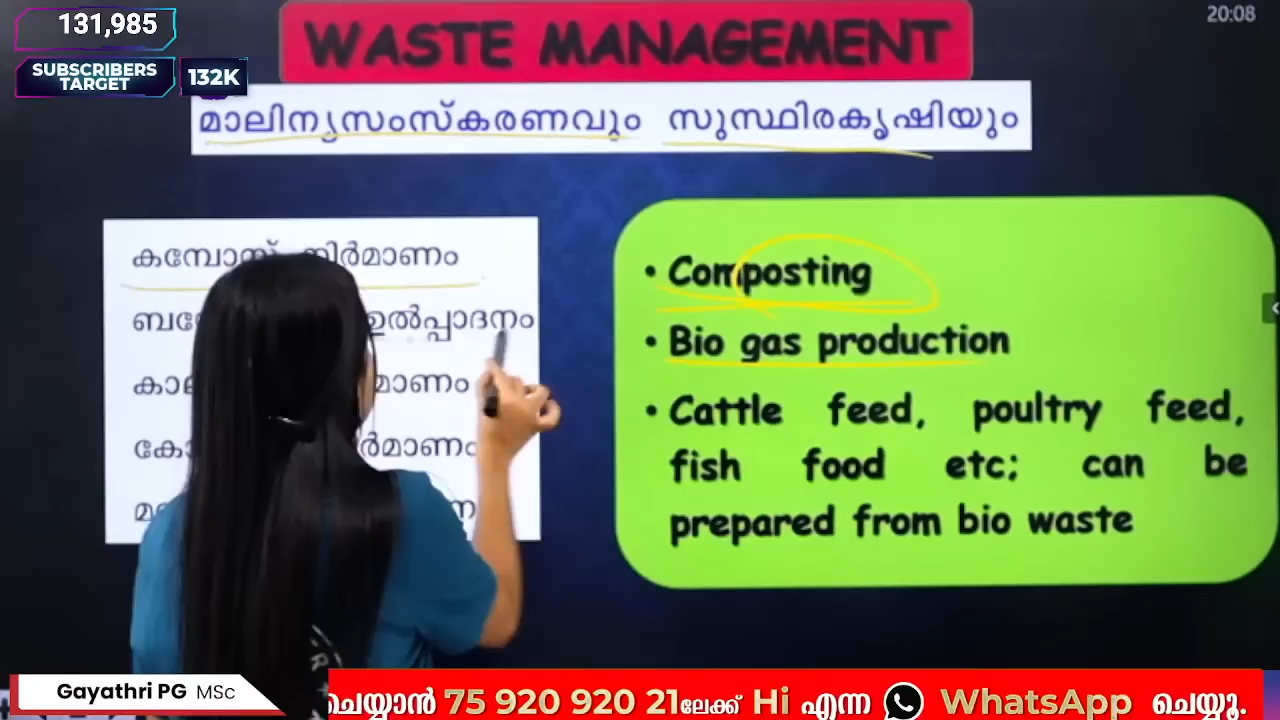 131,985
SUBSCRIBERS
TARGET
132K
20:08
WASTE MANAGEMENT
മാലിന്യസംസ്കരണവും സുസ്ഥിരകൃഷിയും
നിർമാണം
ഉൽപ്പാദനം
• Composting
• Bio gas production
• Cattle feed, poultry feed,
fish food etc; can be
prepared from bio waste
Gayathri PG MSc
ചെയ്യാൻ 75 920 920 21ലേക്ക് Hi എന്ന WhatsApp ചെയ്യൂ.